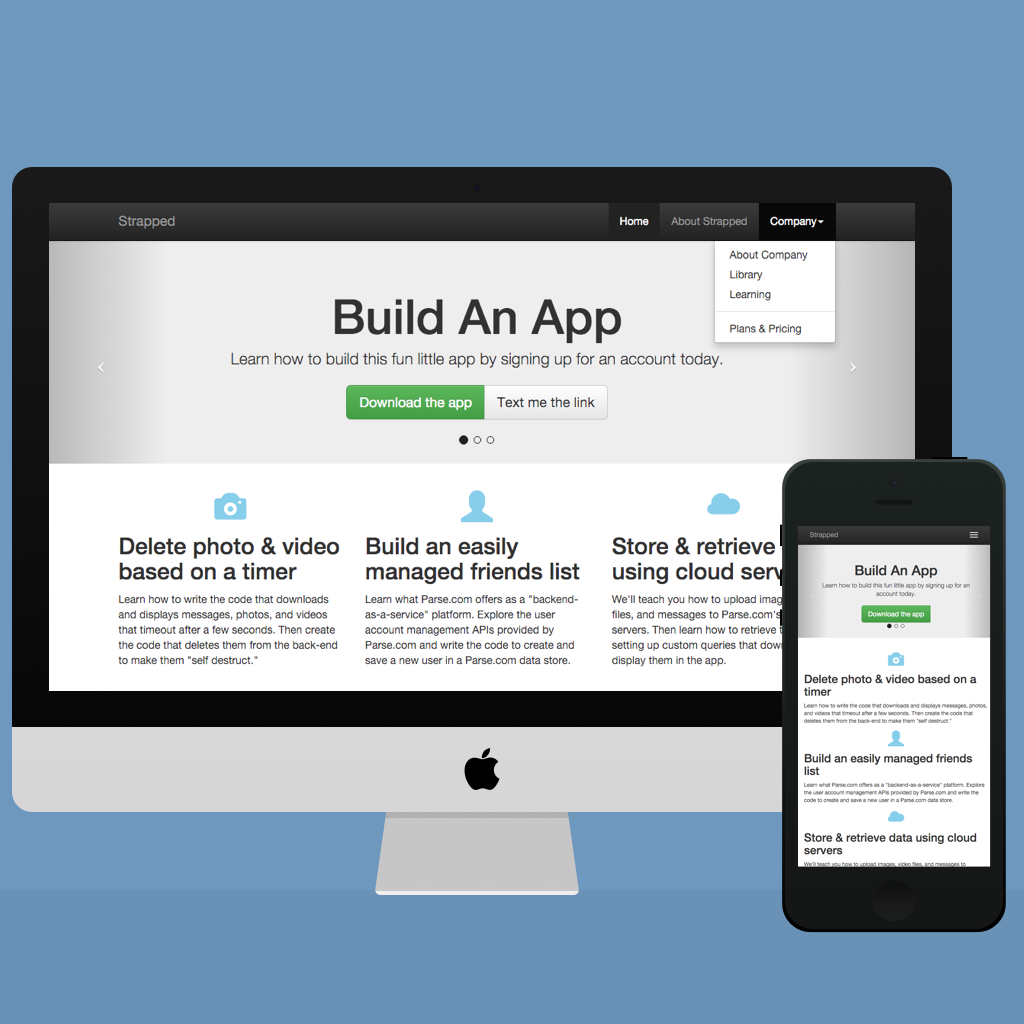 Strapped
Home
About Strapped
Company
About Company
Library
Learning
Plans & Pricing
Build An App
Learn how to build this fun little app by signing up for an account today.
Download the app
Text me the link
Delete photo & video
based on a timer
Learn how to write the code that downloads
and displays messages, photos, and videos
that timeout after a few seconds. Then create
the code that deletes them from the back-end
to make them "self destruct."
Build an easily
managed friends list
Learn what Parse.com offers as a "backend-
as-a-service" platform. Explore the user
account management APIs provided by
Parse.com and write the code to create and
save a new user in a Parse.com data store.
Store & retrieve
using cloud
We'll teach you how to upload
files, and messages to Parse.com's
servers. Then learn how to retrieve
setting up custom queries that
display them in the app.
Strapped
Build An App
Learn how to build this fun little app by signing up for an
account today.
Download the app
Delete photo & video based on a
timer
Learn how to write the code that downloads and displays messages, photos,
and videos that timeout after a few seconds. Then create the code that
deletes them from the back-end to make them "self destruct."
Build an easily managed friends
list
Learn what Parse.com offers as a "backend-as-a-service" platform. Explore
the user account management APIs provided by Parse.com and write the
code to create and save a new user in a Parse.com data store.
Store & retrieve data using cloud
servers
We'll teach you how to upload images, video files, and messages to